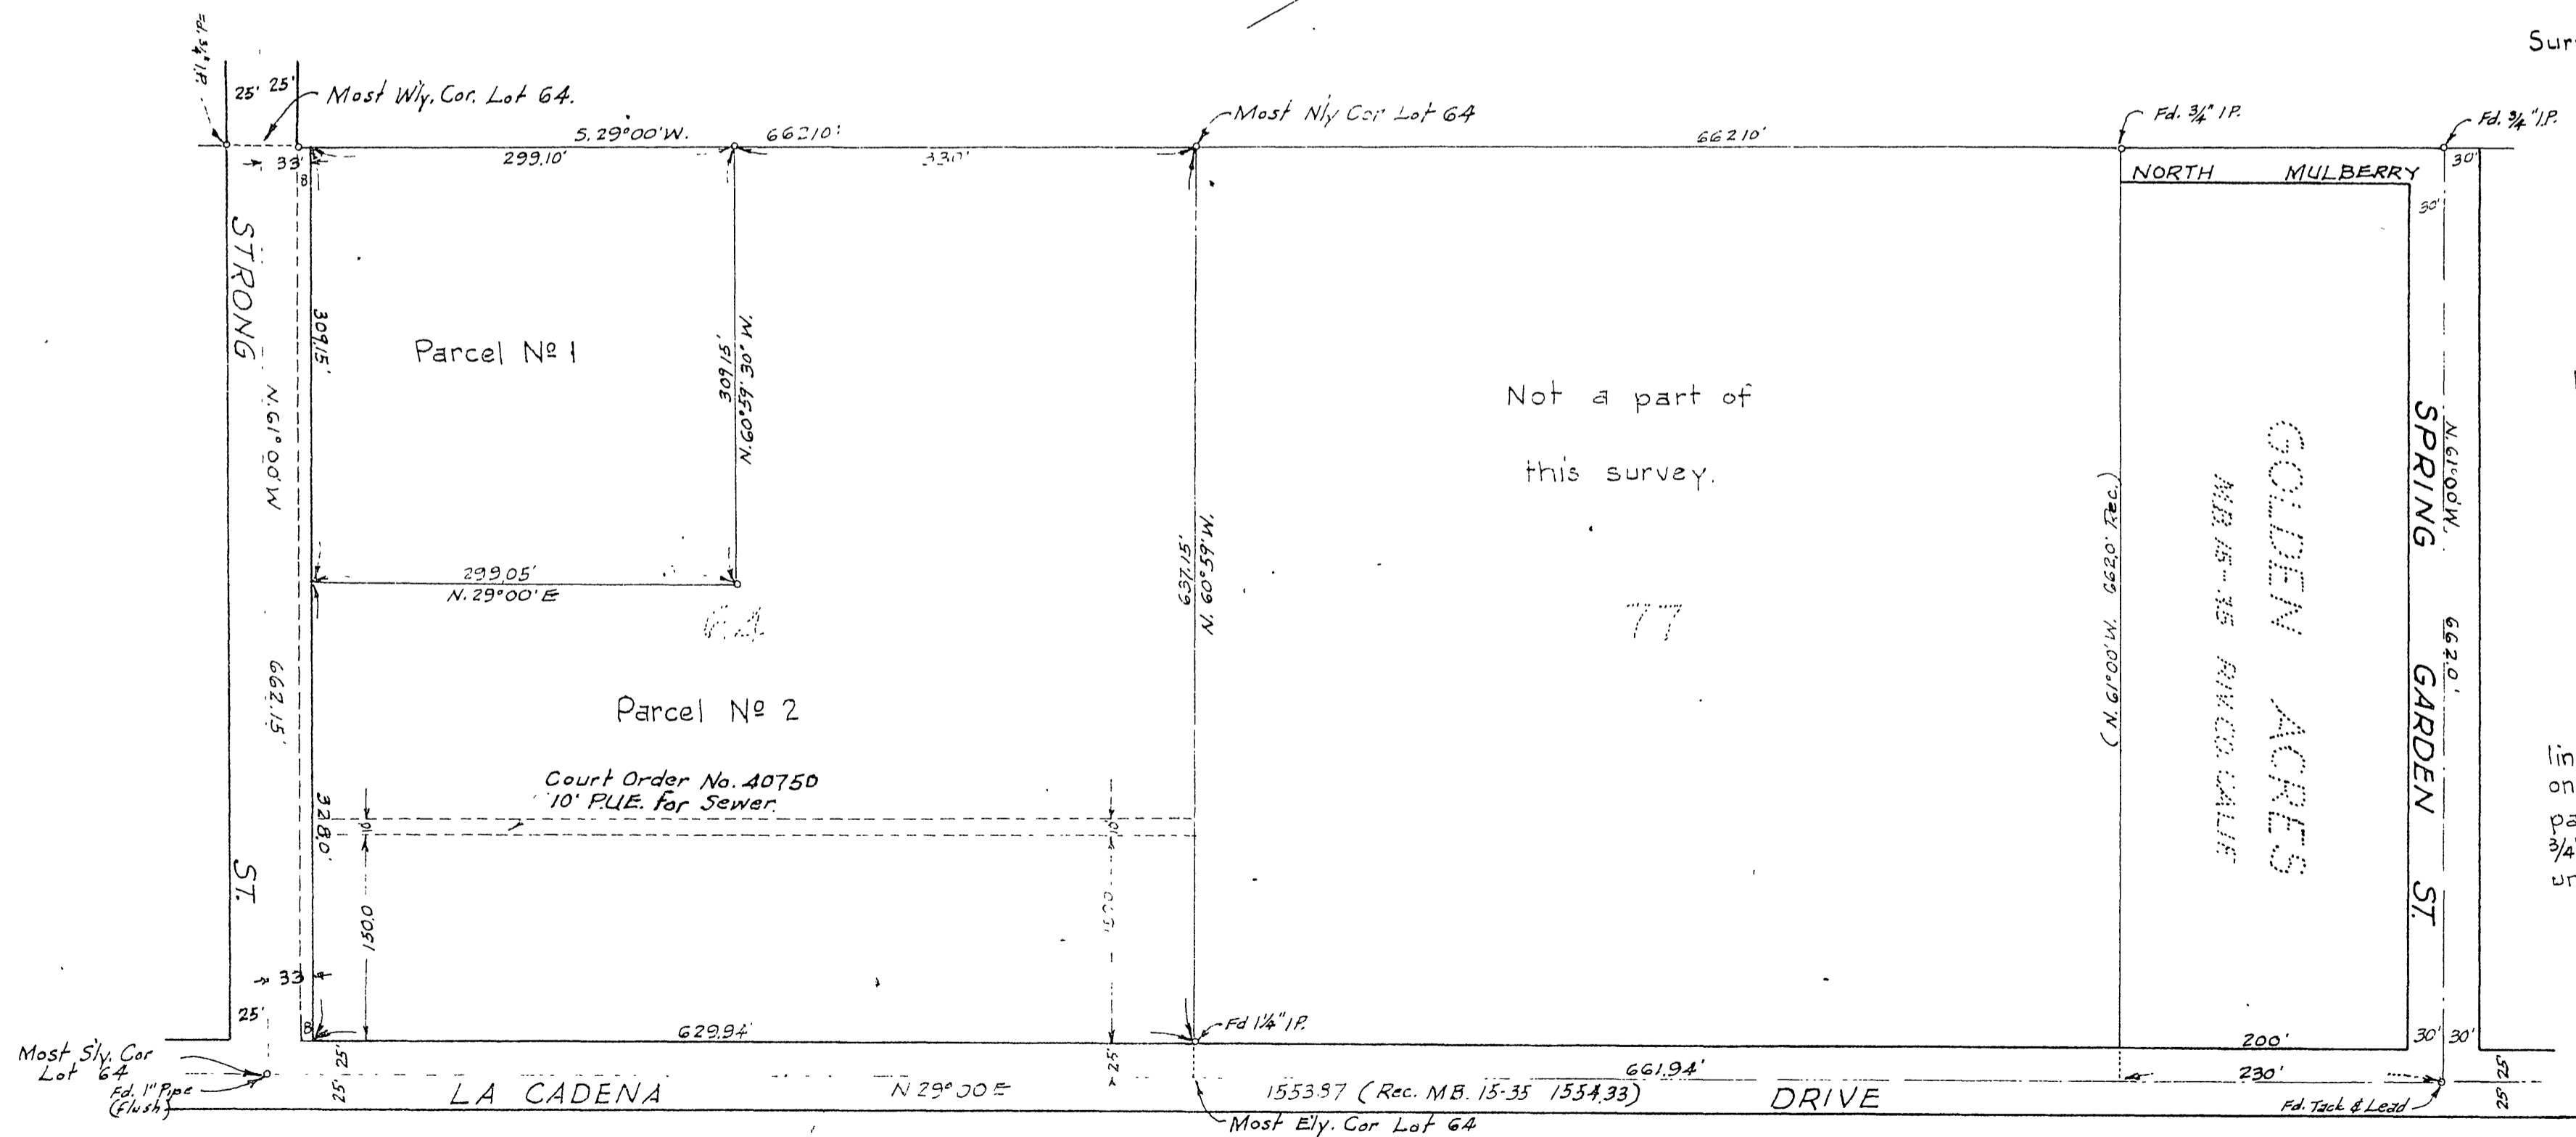 Sur
25' 25'
Most W'ly. Cor. Lot 64.
Most N'ly Cor Lot 64
Fd. 3/4" I.P.
Fd. 3/4" I.P.
S. 29°00'W. 662.10'
662.10'
33'
299.10'
330'
30'
8
NORTH MULBERRY
30'
STRONG
N. 61°00'W
309.15'
Parcel Nº 1
309.15'
N. 60°59'30"W.
Not a part of
this survey.
637.15'
N. 60°59'W.
(N. 61°00'W. 662.0' Rec.)
GOLDEN ACRES
M.B. 15-35 RIV. CO. CALIF
SPRING GARDEN ST.
N. 61°00'W. 662.0'
299.05'
N. 29°00'E
64
77
662.15'
Parcel Nº 2
328.0'
Court Order No. 40750
10' P.U.E. for Sewer.
10'
10'
150.0'
lin
on
pa
3/4
un
ST.
33
25'
8
629.94'
Fd 1 1/4" I.P.
200'
30' 30'
Most S'ly. Cor
Lot 64
Fd. 1" Pipe
(flush)
25' 25'
LA CADENA
N 29°00'E
25'
1553.97 (Rec. M.B. 15-35 1554.33)
661.94'
DRIVE
230'
Fd. Tack & Lead
25' 25'
Most E'ly. Cor Lot 64